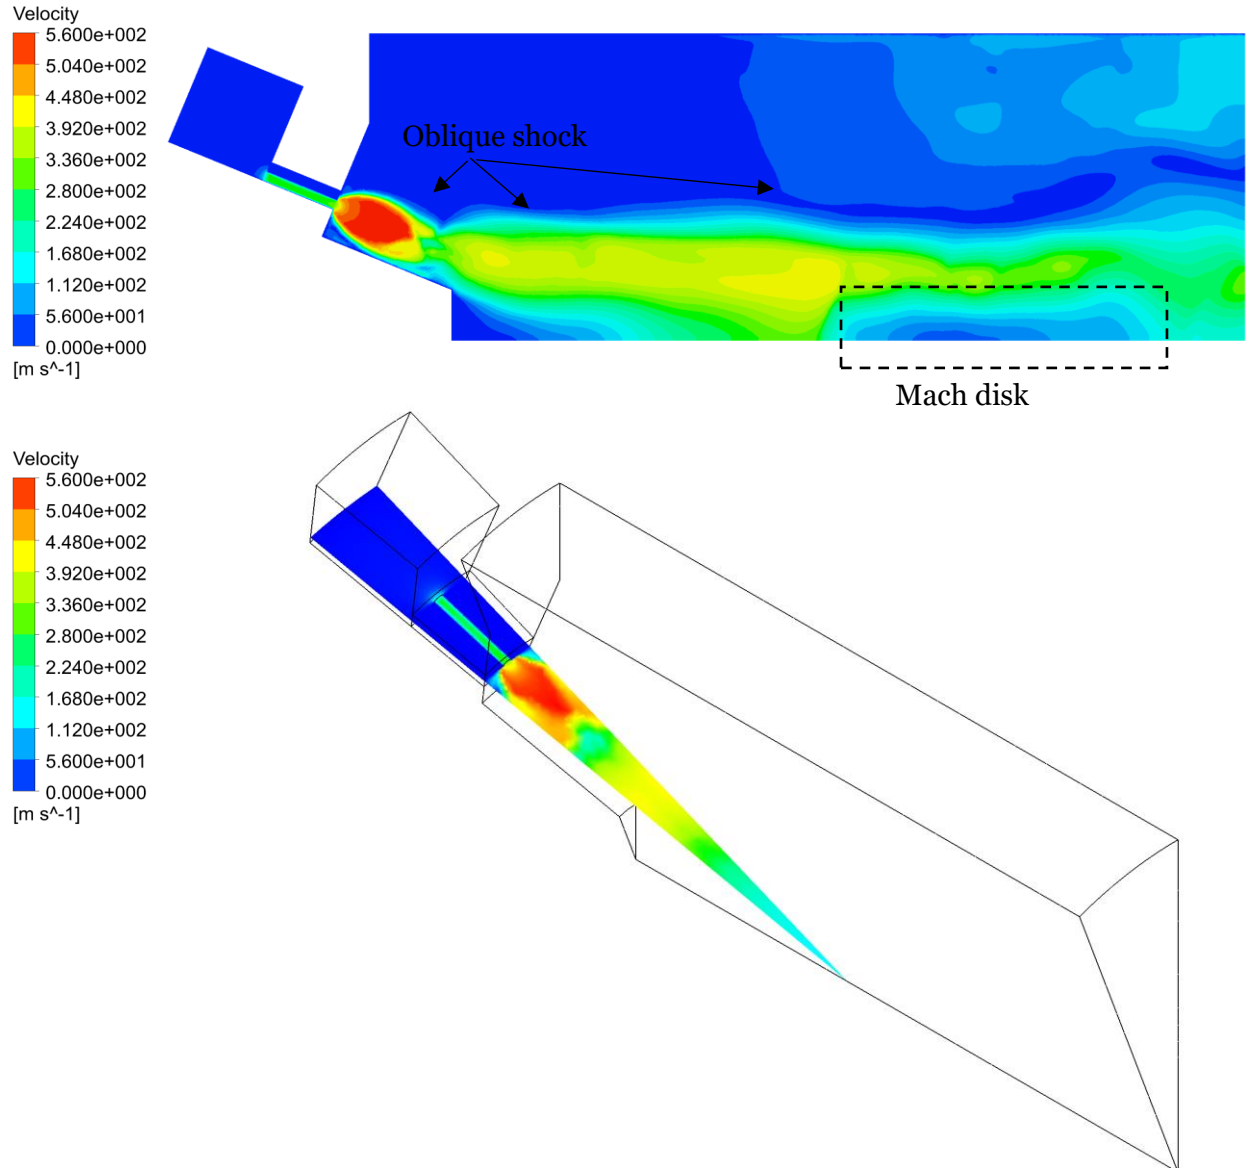 Velocity
5.600e+002
5.040e+002
4.480e+002
3.920e+002
3.360e+002
2.800e+002
2.240e+002
1.680e+002
1.120e+002
5.600e+001
0.000e+000
[m s^-1]
Oblique shock
Mach disk
Velocity
5.600e+002
5.040e+002
4.480e+002
3.920e+002
3.360e+002
2.800e+002
2.240e+002
1.680e+002
1.120e+002
5.600e+001
0.000e+000
[m s^-1]